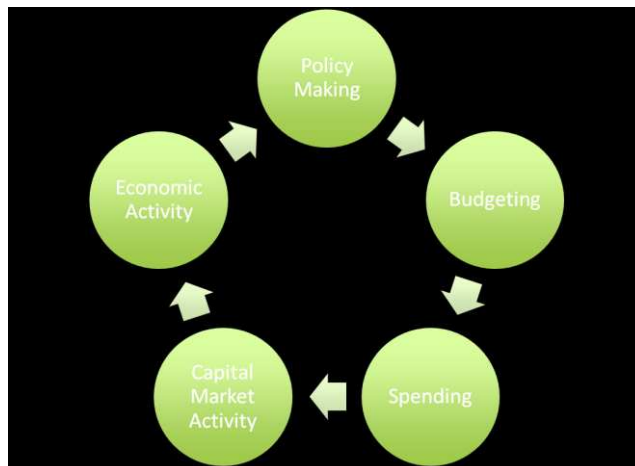 Policy
Making
Budgeting
Spending
Capital
Market
Activity
Economic
Activity